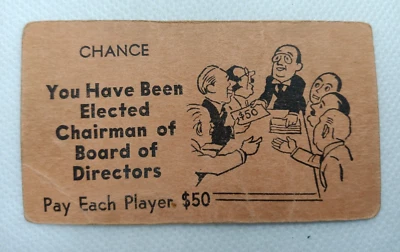 CHANCE
You Have Been
Elected
Chairman of
Board of
Directors
Pay Each Player $50
$50